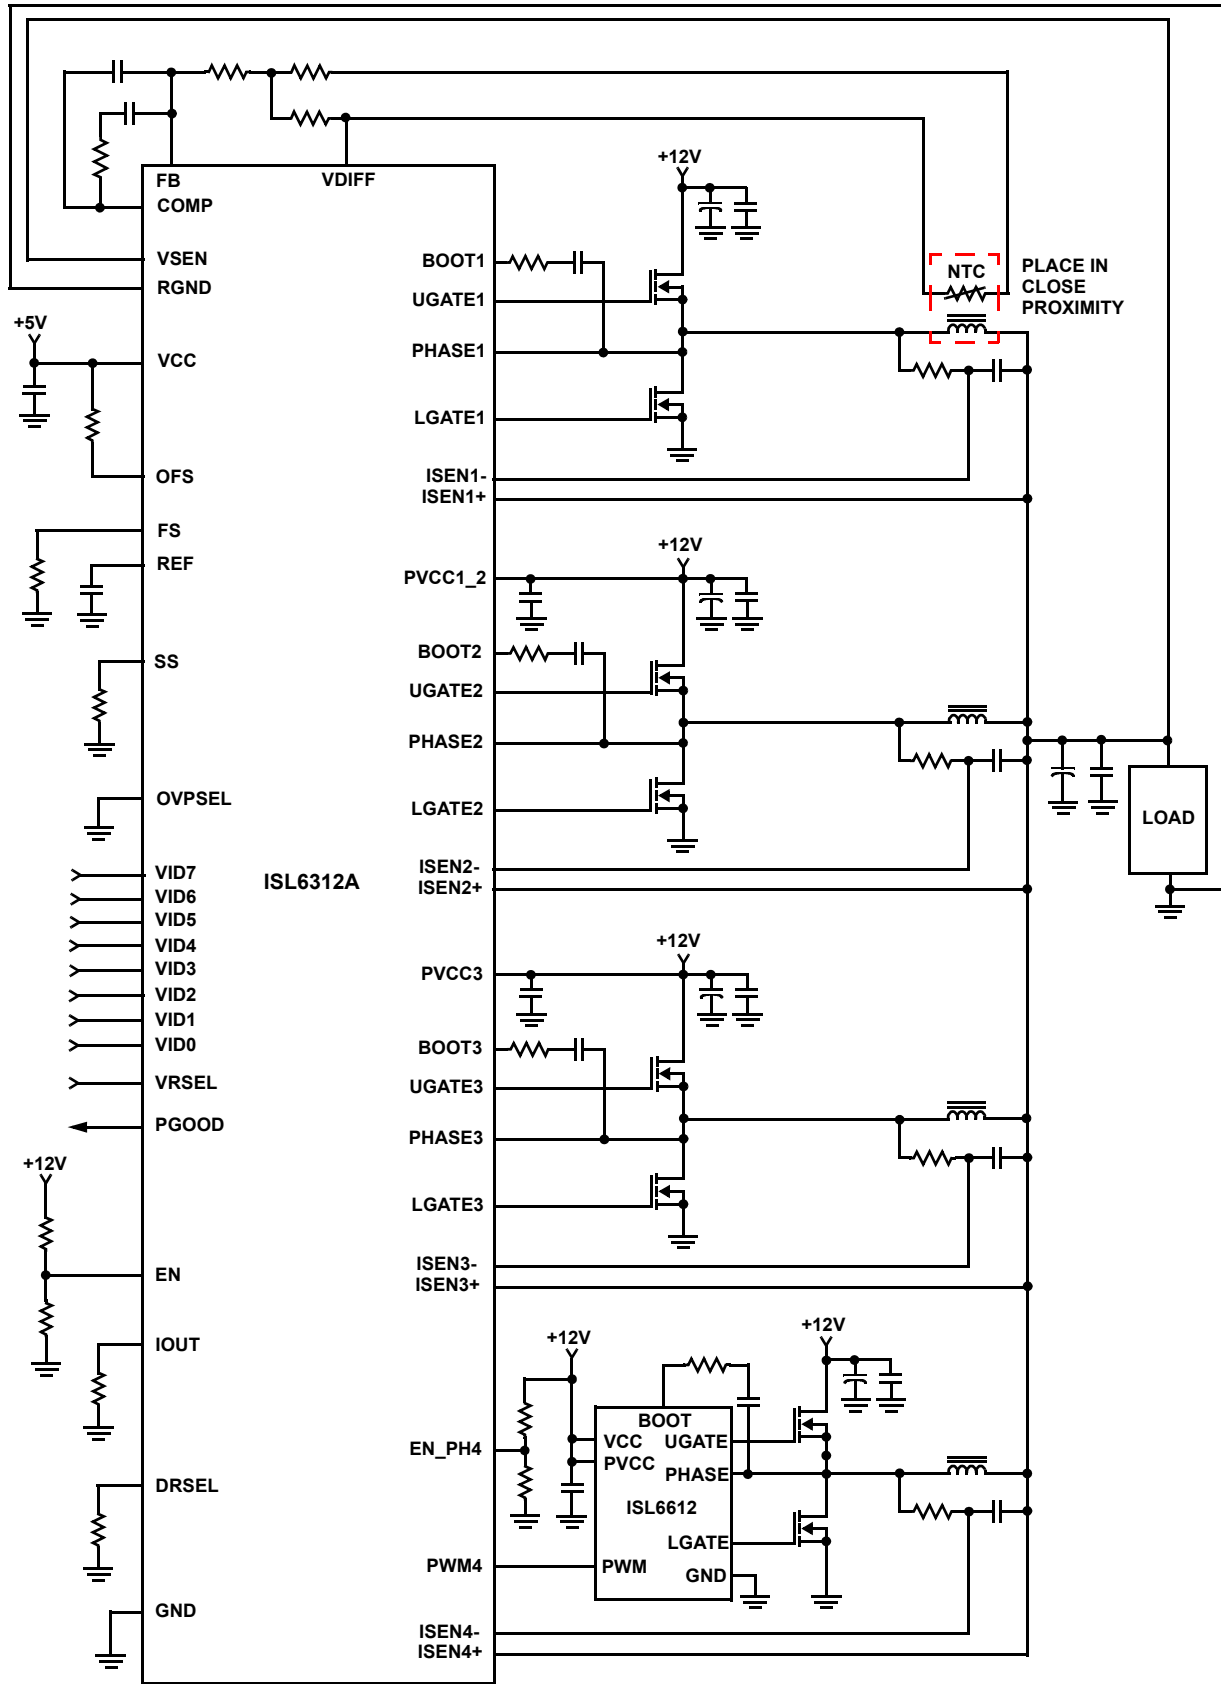 +12V
FB
VDIFF
COMP
VSEN
RGND
BOOT1
UGATE1
NTC
PLACE IN
CLOSE
PROXIMITY
+5V
VCC
PHASE1
LGATE1
OFS
ISEN1-
ISEN1+
FS
REF
+12V
PVCC1_2
SS
BOOT2
UGATE2
PHASE2
OVPSEL
LGATE2
LOAD
VID7
VID6
VID5
VID4
VID3
VID2
VID1
VID0
VRSEL
PGOOD
ISL6312A
ISEN2-
ISEN2+
+12V
PVCC3
BOOT3
UGATE3
PHASE3
+12V
LGATE3
EN
ISEN3-
ISEN3+
IOUT
+12V
+12V
BOOT
EN_PH4
VCC
PVCC
UGATE
PHASE
ISL6612
DRSEL
LGATE
PWM4
PWM
GND
GND
ISEN4-
ISEN4+